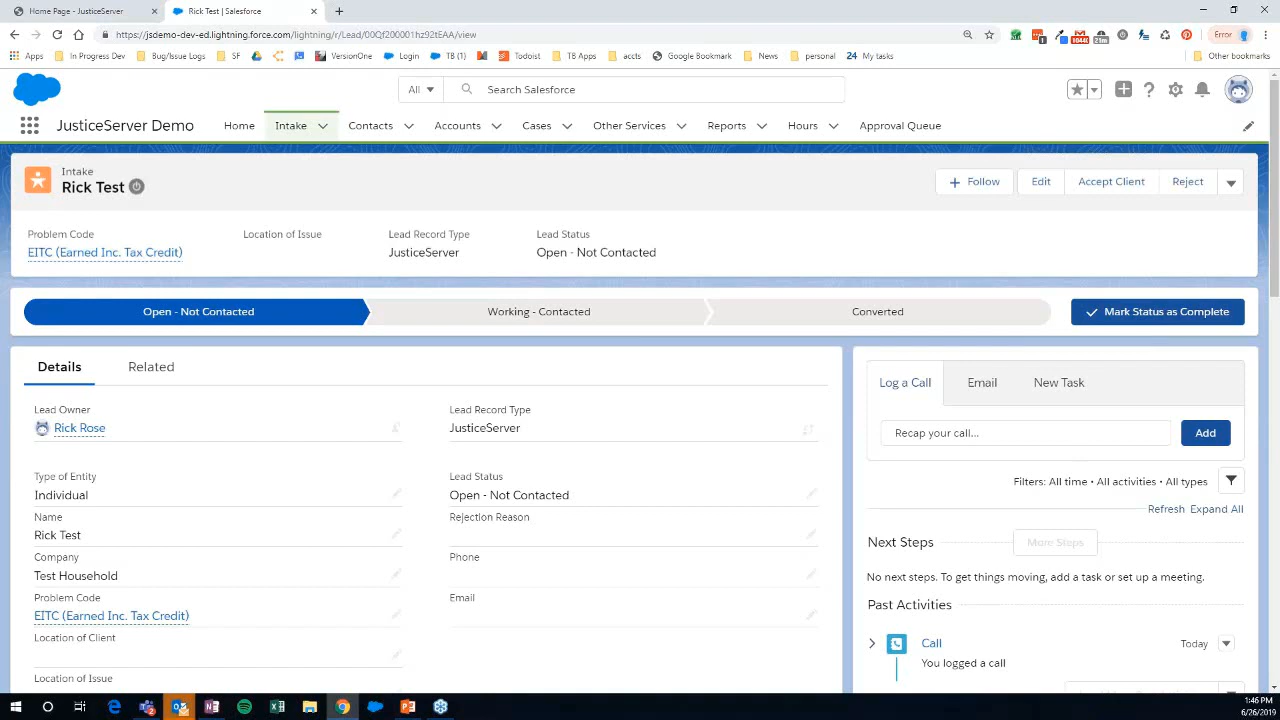 Home Page - JusticeServer
Rick Test | Salesforce
https://jsdemo-dev-ed.lightning.force.com/lightning/r/Lead/00Qf200001hz92tEAA/view
Error
Apps
In Progress Dev
Bug/Issue Logs
SF
VersionOne
Login
TB (1)
Todoist
TB Apps
accts
Google Bookmark
News
personal
24 My tasks
Other bookmarks
All
Search Salesforce
JusticeServer Demo
Home
Intake
Contacts
Accounts
Cases
Other Services
Reports
Hours
Approval Queue
Intake
Rick Test
Follow
Edit
Accept Client
Reject
Problem Code
Location of Issue
Lead Record Type
Lead Status
EITC (Earned Inc. Tax Credit)
JusticeServer
Open - Not Contacted
Open - Not Contacted
Working - Contacted
Converted
Mark Status as Complete
Details
Related
Lead Owner
Rick Rose
Lead Record Type
JusticeServer
Type of Entity
Individual
Lead Status
Open - Not Contacted
Name
Rick Test
Rejection Reason
Company
Test Household
Phone
Problem Code
EITC (Earned Inc. Tax Credit)
Email
Location of Client
Location of Issue
Log a Call
Email
New Task
Recap your call...
Add
Filters: All time • All activities • All types
Refresh Expand All
Next Steps
More Steps
No next steps. To get things moving, add a task or set up a meeting.
Past Activities
Call
Today
You logged a call
1:46 PM
6/26/2019